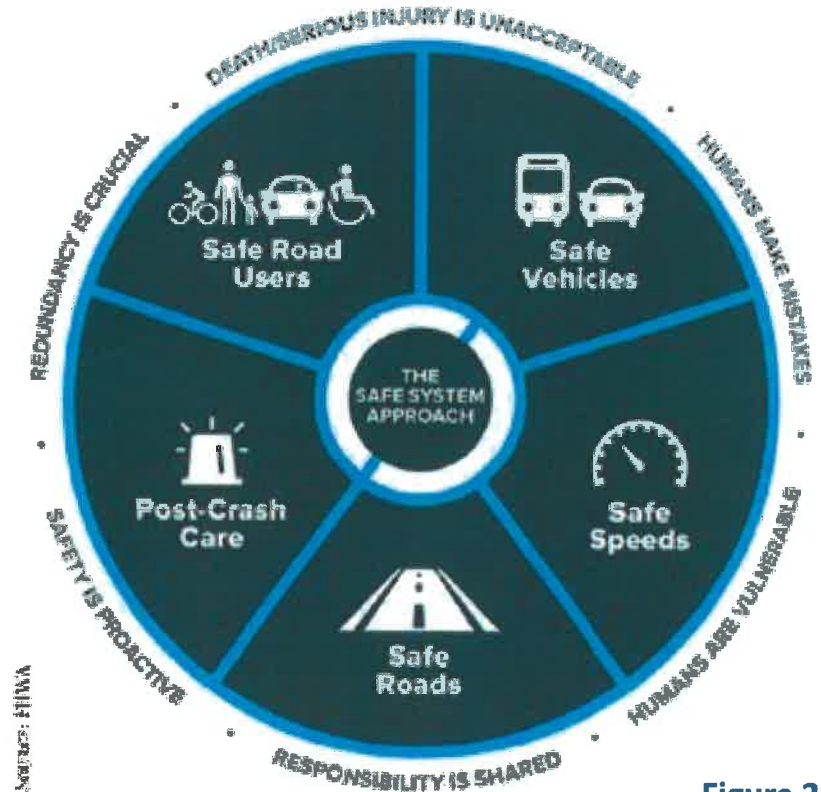 DEATH/SERIOUS INJURY IS UNACCEPTABLE
HUMANS MAKE MISTAKES
HUMANS ARE VULNERABLE
RESPONSIBILITY IS SHARED
SAFETY IS PROACTIVE
REDUNDANCY IS CRUCIAL
Safe Road
Users
Safe
Vehicles
THE
SAFE SYSTEM
APPROACH
Post-Crash
Care
Safe
Speeds
Safe
Roads
Source: FHWA
Figure 2